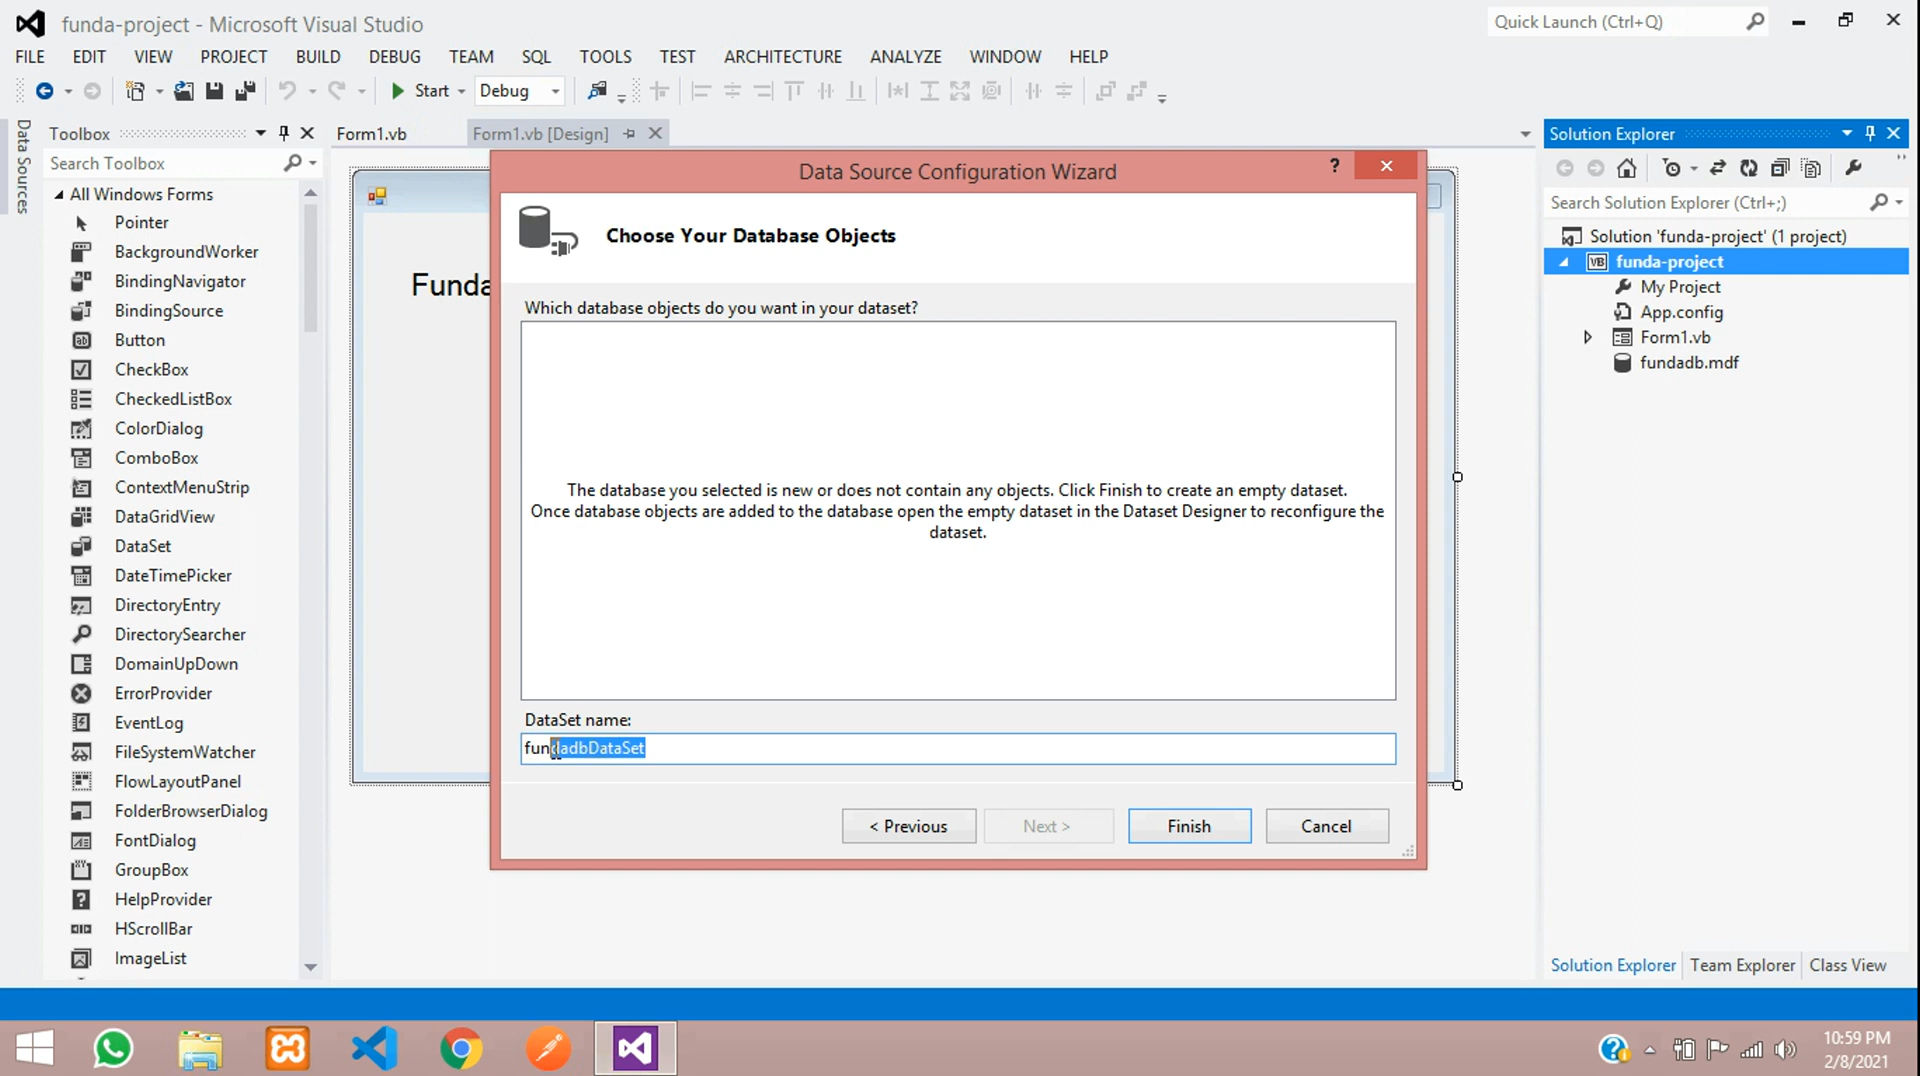 funda-project - Microsoft Visual Studio
Quick Launch (Ctrl+Q)
FILE EDIT VIEW PROJECT BUILD DEBUG TEAM SQL TOOLS TEST ARCHITECTURE ANALYZE WINDOW HELP
Start Debug
Data Sources
Toolbox
Search Toolbox
All Windows Forms
Pointer
BackgroundWorker
BindingNavigator
BindingSource
Button
CheckBox
CheckedListBox
ColorDialog
ComboBox
ContextMenuStrip
DataGridView
DataSet
DateTimePicker
DirectoryEntry
DirectorySearcher
DomainUpDown
ErrorProvider
EventLog
FileSystemWatcher
FlowLayoutPanel
FolderBrowserDialog
FontDialog
GroupBox
HelpProvider
HScrollBar
ImageList
Form1.vb
Form1.vb [Design]
Funda
Data Source Configuration Wizard
Choose Your Database Objects
Which database objects do you want in your dataset?
The database you selected is new or does not contain any objects. Click Finish to create an empty dataset.
Once database objects are added to the database open the empty dataset in the Dataset Designer to reconfigure the
dataset.
DataSet name:
fundadbDataSet
< Previous
Next >
Finish
Cancel
Solution Explorer
Search Solution Explorer (Ctrl+;)
Solution 'funda-project' (1 project)
VB funda-project
My Project
App.config
Form1.vb
fundadb.mdf
Solution Explorer Team Explorer Class View
10:59 PM
2/8/2021